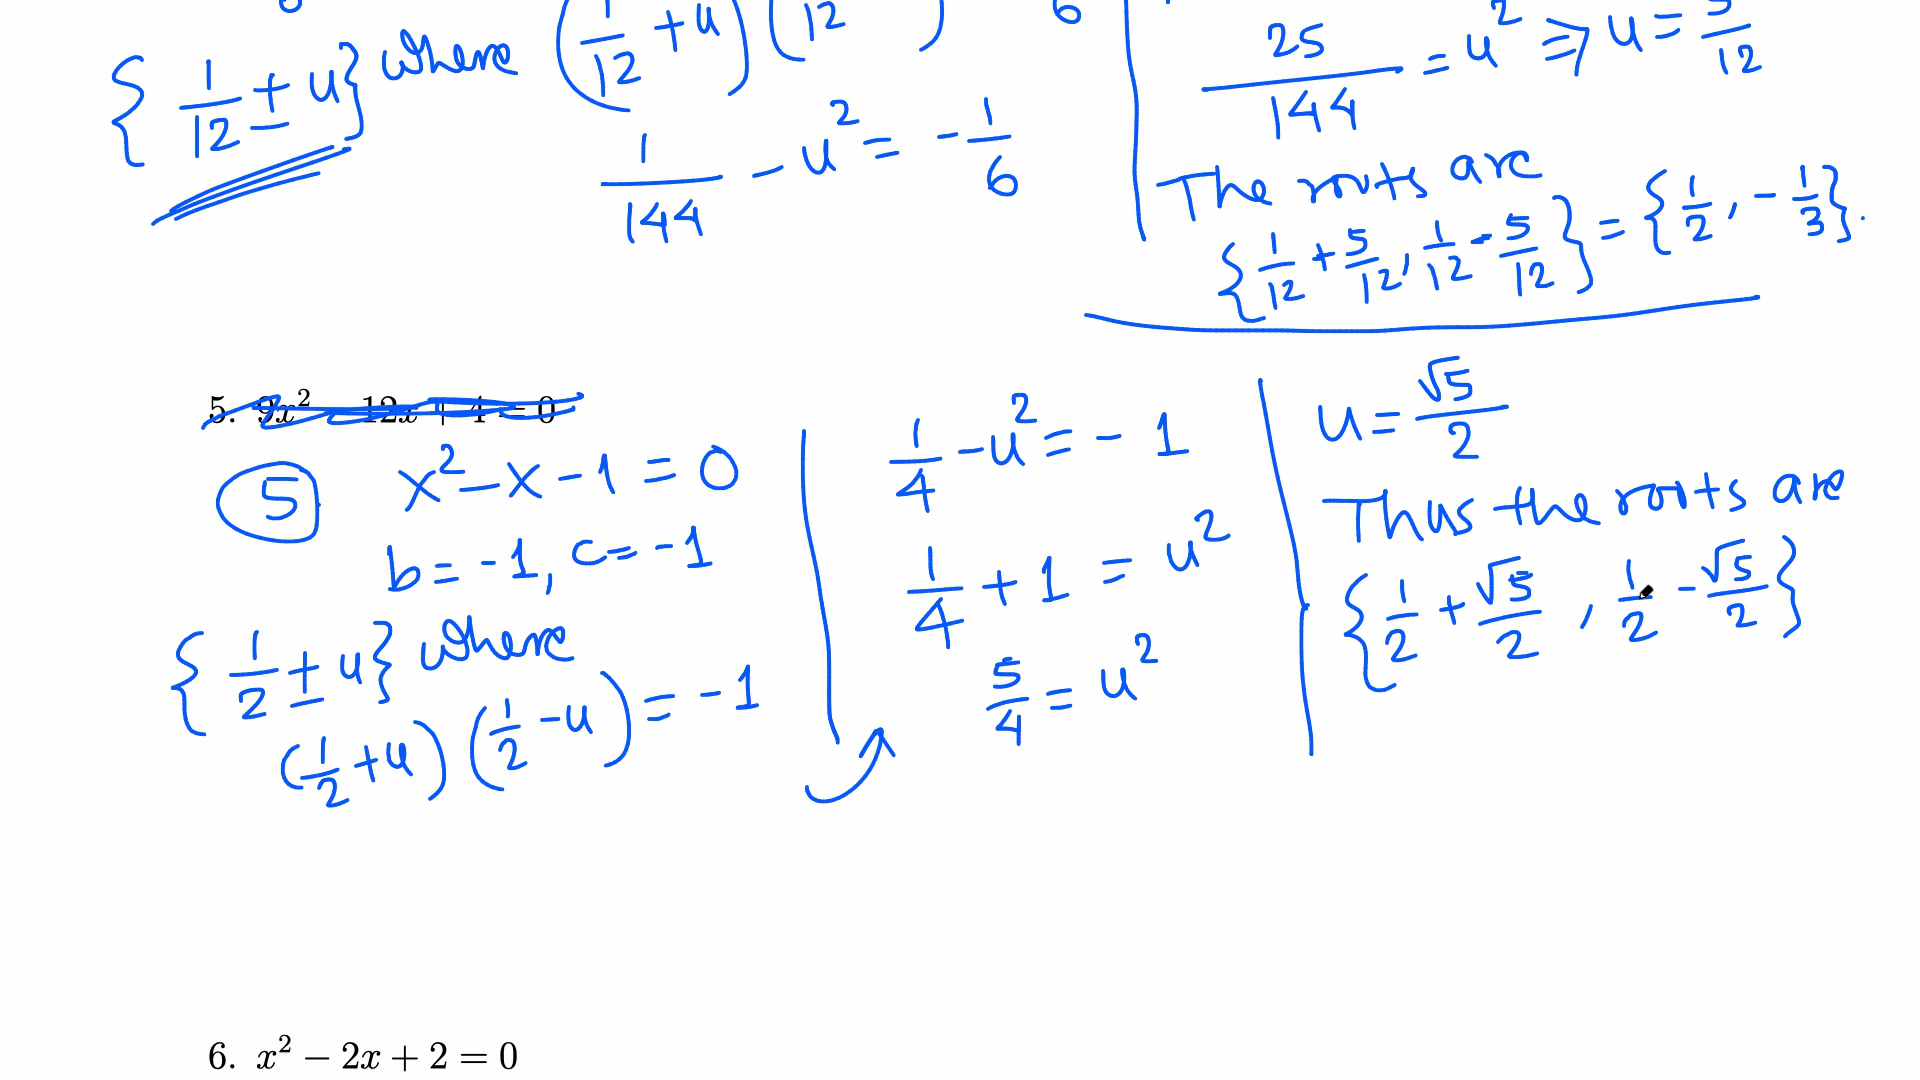 {1/12 ± u} where (1/12 + u)(1/12
1/144 - u² = -1/6
25/144 = u² ⇒ u = 5/12
The roots are
{1/12 + 5/12, 1/12 - 5/12} = {1/2, -1/3}.
5. 9x² - 12x + 4 = 0
(5) x² - x - 1 = 0
b = -1, c = -1
{1/2 ± u} where
(1/2 + u)(1/2 - u) = -1
1/4 - u² = -1
1/4 + 1 = u²
5/4 = u²
u = √5/2
Thus the roots are
{1/2 + √5/2, 1/2 - √5/2}
6. x² − 2x + 2 = 0